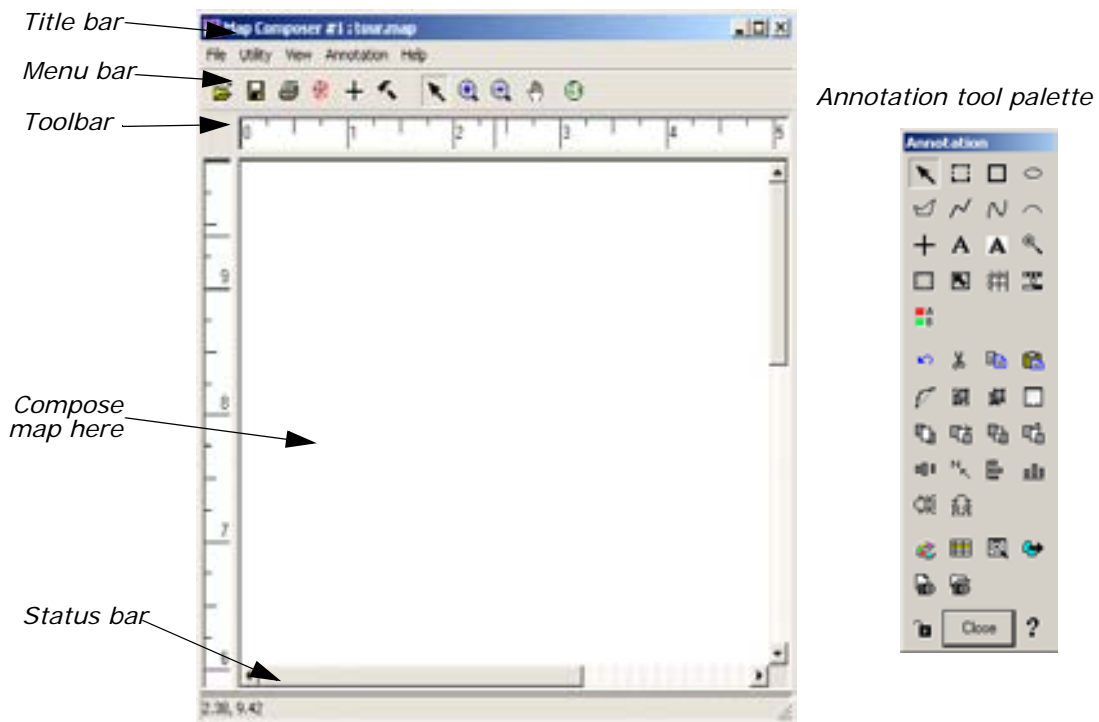 Title bar
Map Composer #1 : tour.map
File Utility View Annotation Help
Menu bar
Toolbar
0 1 2 3 4 5
Annotation tool palette
Annotation
A A
A
B
9
8
Compose
map here
7
Status bar
6
N
Close ?
2.38, 9.42